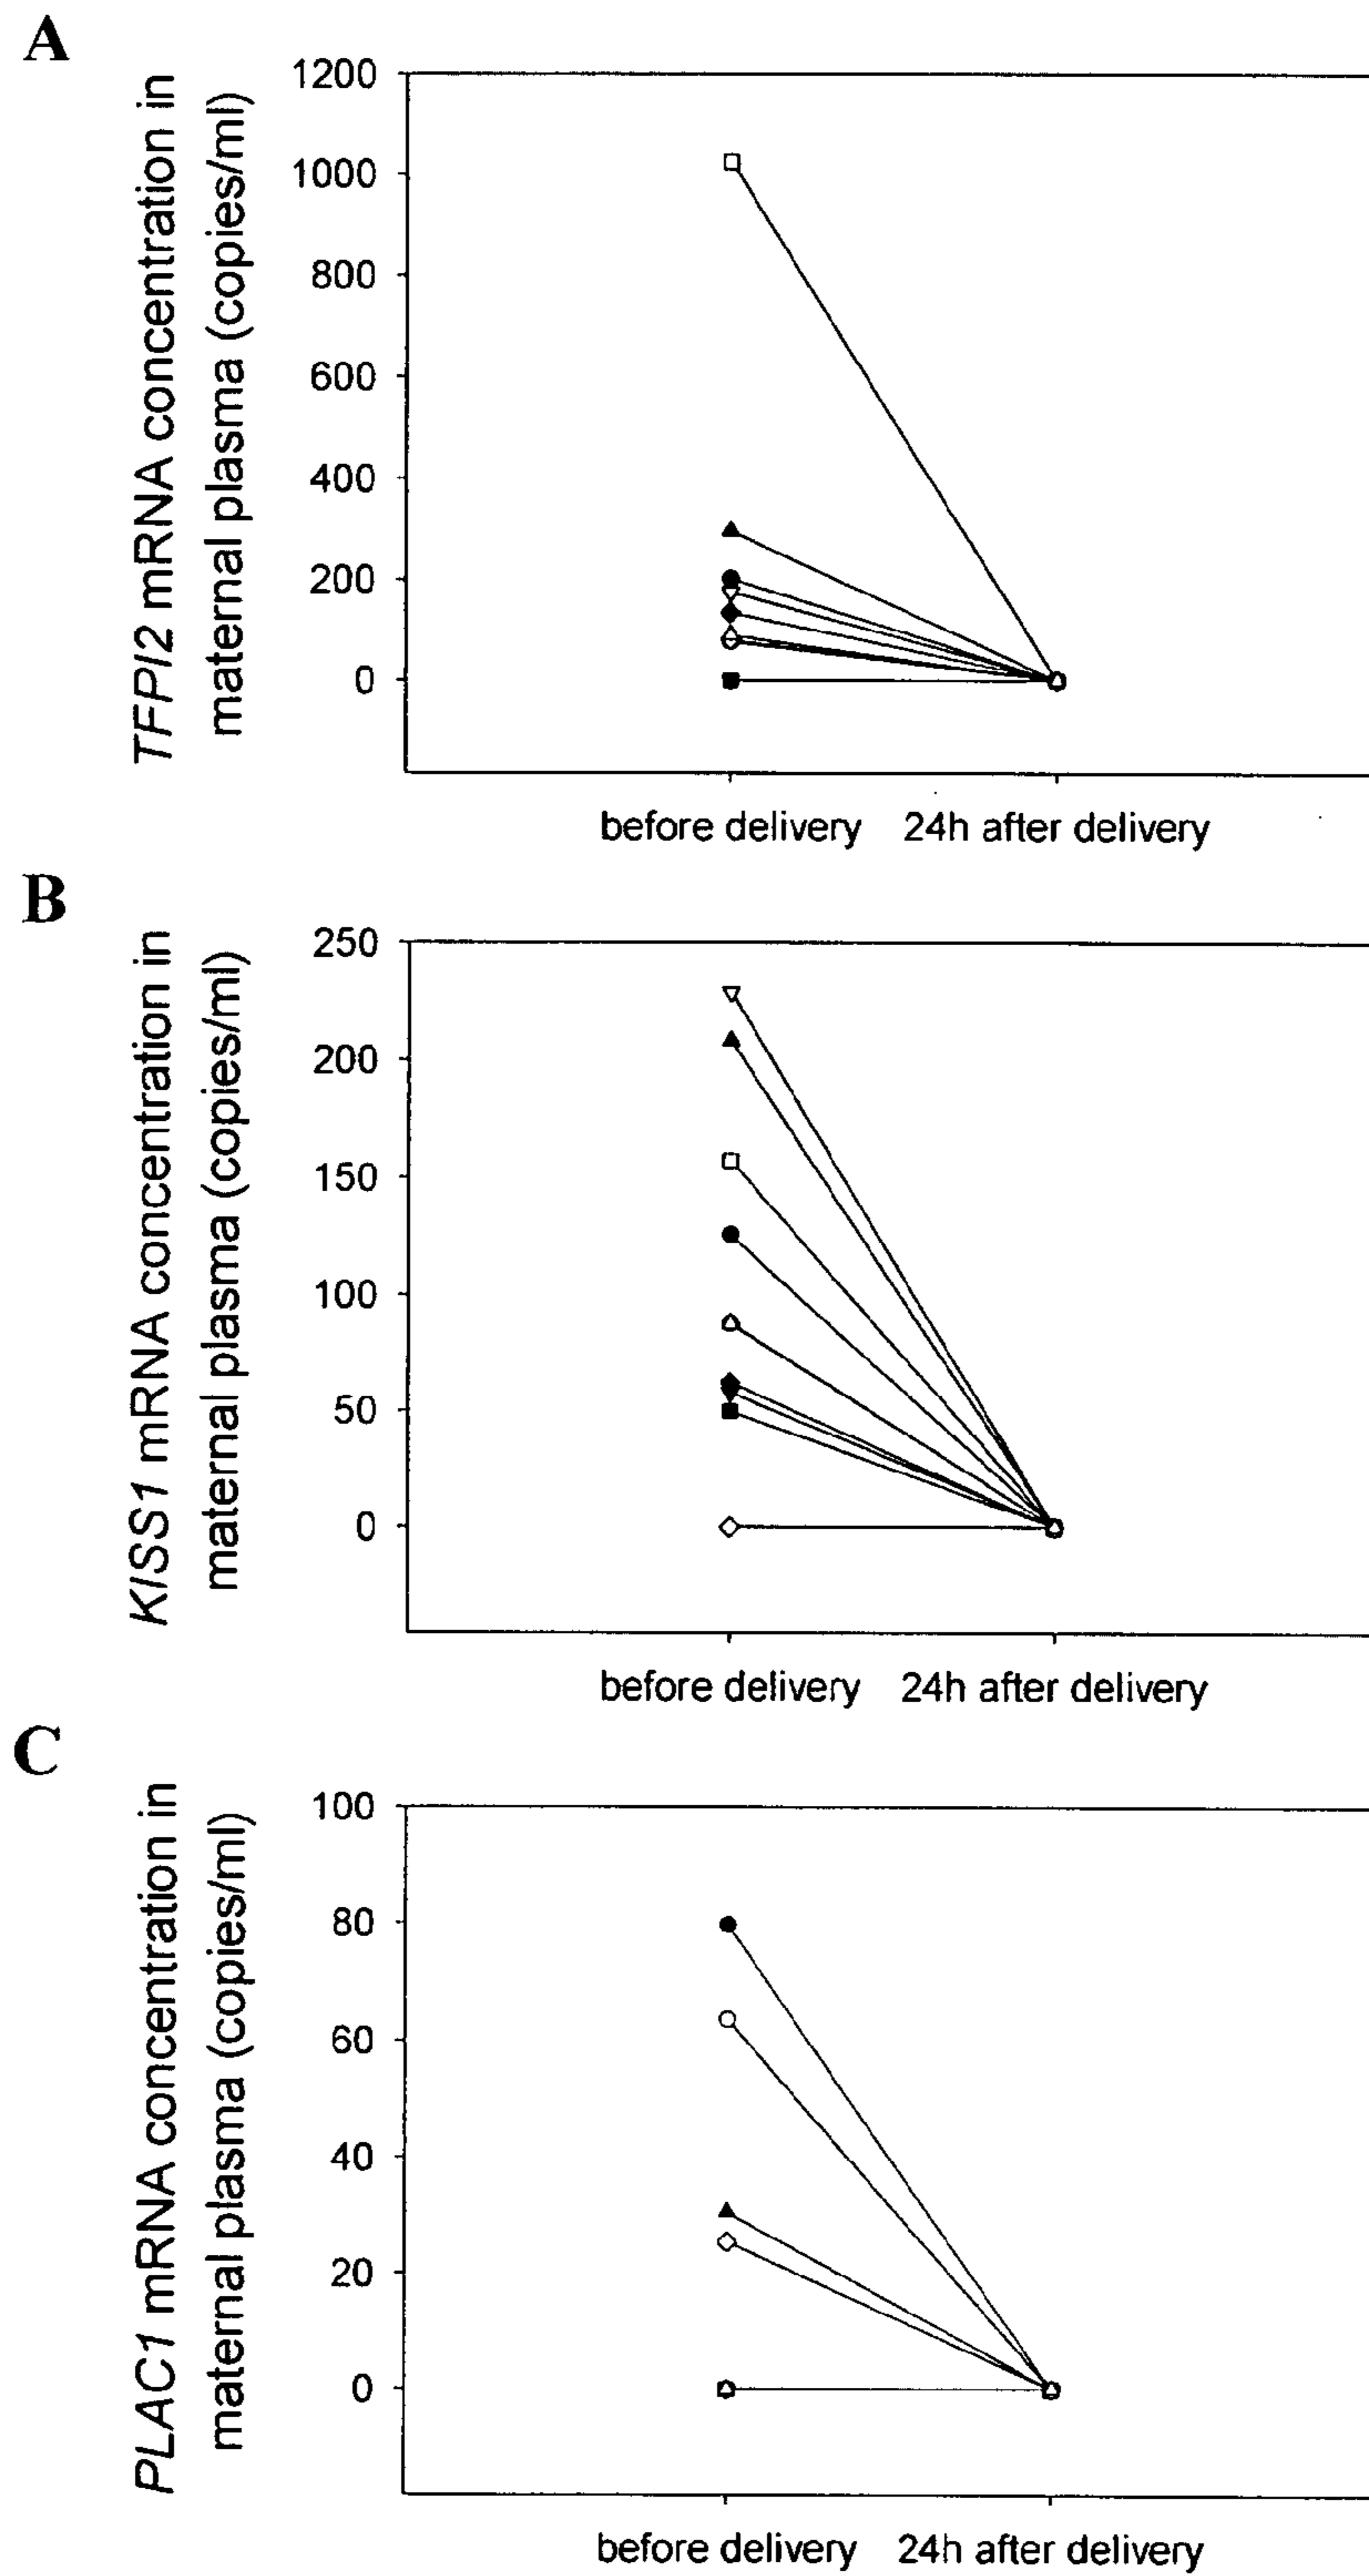 A
TFPI2 mRNA concentration in
maternal plasma (copies/ml)
1200
1000
800
600
400
200
0
before delivery 24h after delivery
B
KISS1 mRNA concentration in
maternal plasma (copies/ml)
250
200
150
100
50
0
before delivery 24h after delivery
C
PLAC1 mRNA concentration in
maternal plasma (copies/ml)
100
80
60
40
20
0
before delivery 24h after delivery